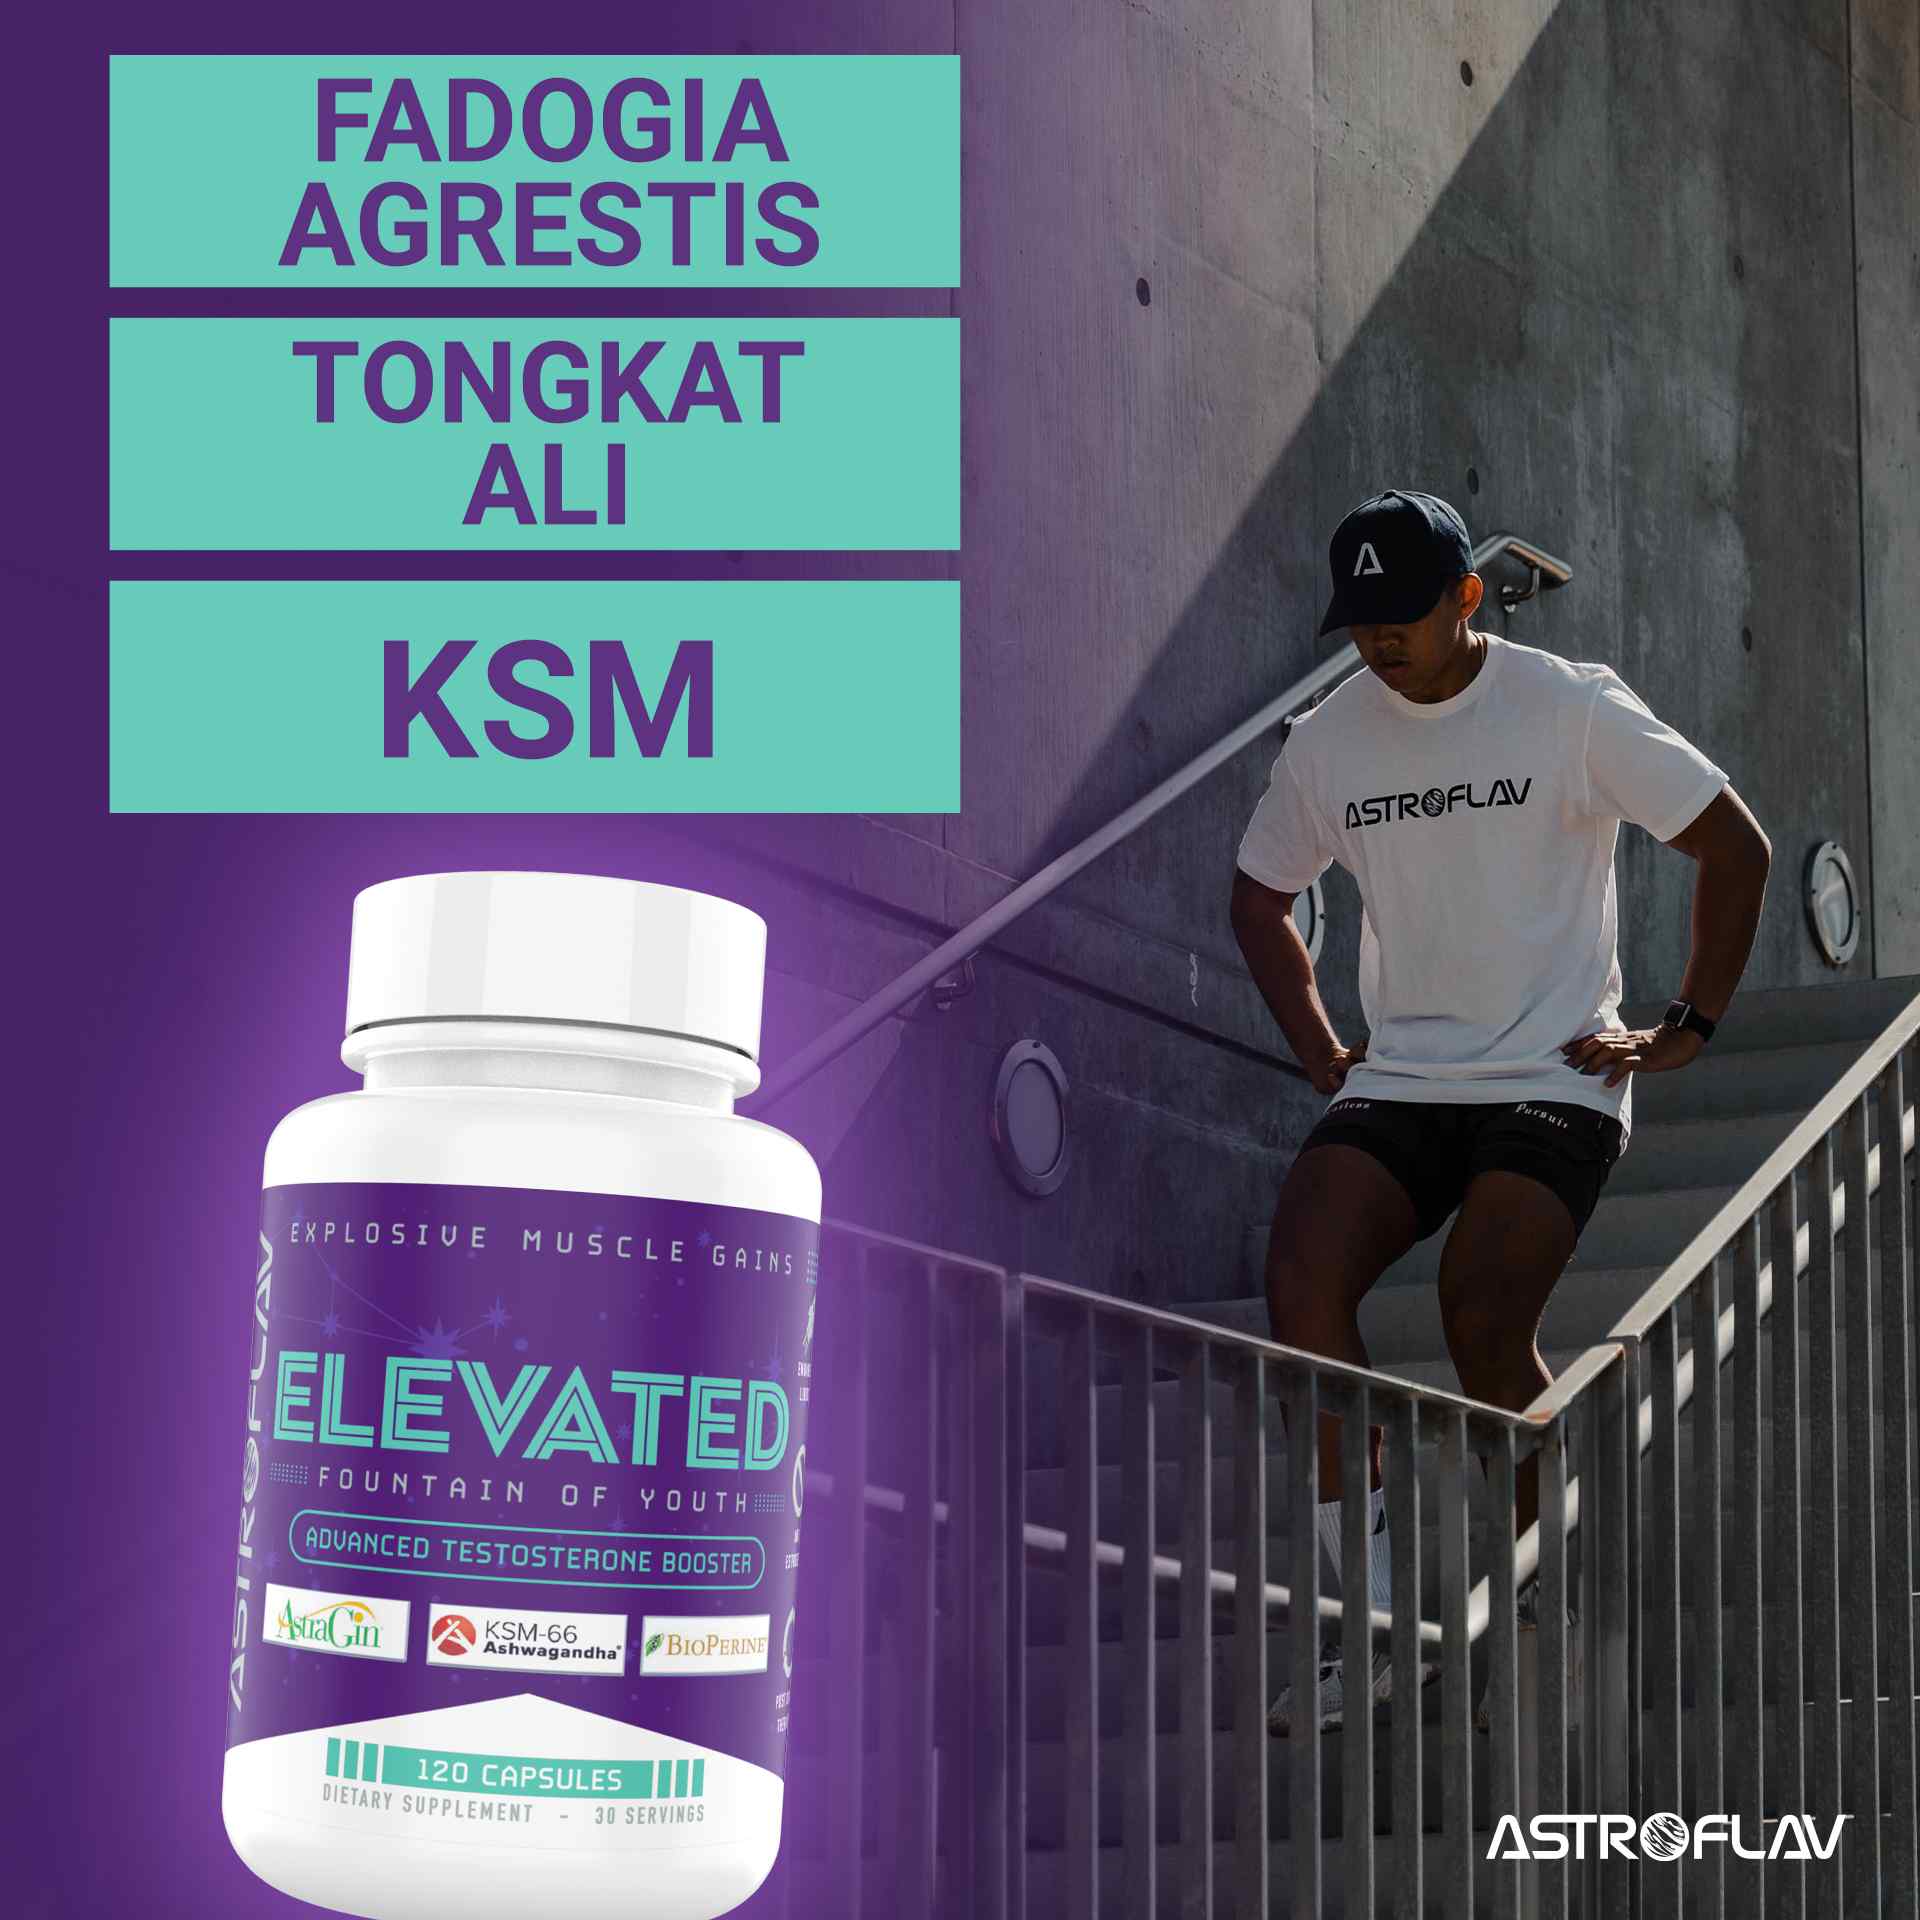 FADOGIA
AGRESTIS
TONGKAT
ALI
KSM
A
ASTROFLAV
Pursuit
EXPLOSIVE MUSCLE GAINS
ASTROFLAV
ELEVATED
FOUNTAIN OF YOUTH
ADVANCED TESTOSTERONE BOOSTER
AstraGin
KSM-66
Ashwagandha®
BIOPERINE
120 CAPSULES
DIETARY SUPPLEMENT - 30 SERVINGS
ASTROFLAV